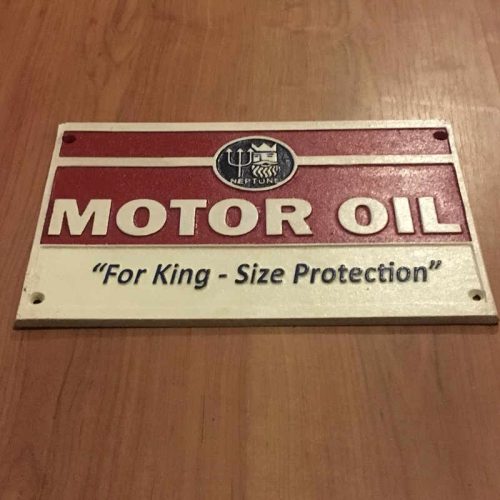 NEPTUNE
MOTOR OIL
“For King - Size Protection”